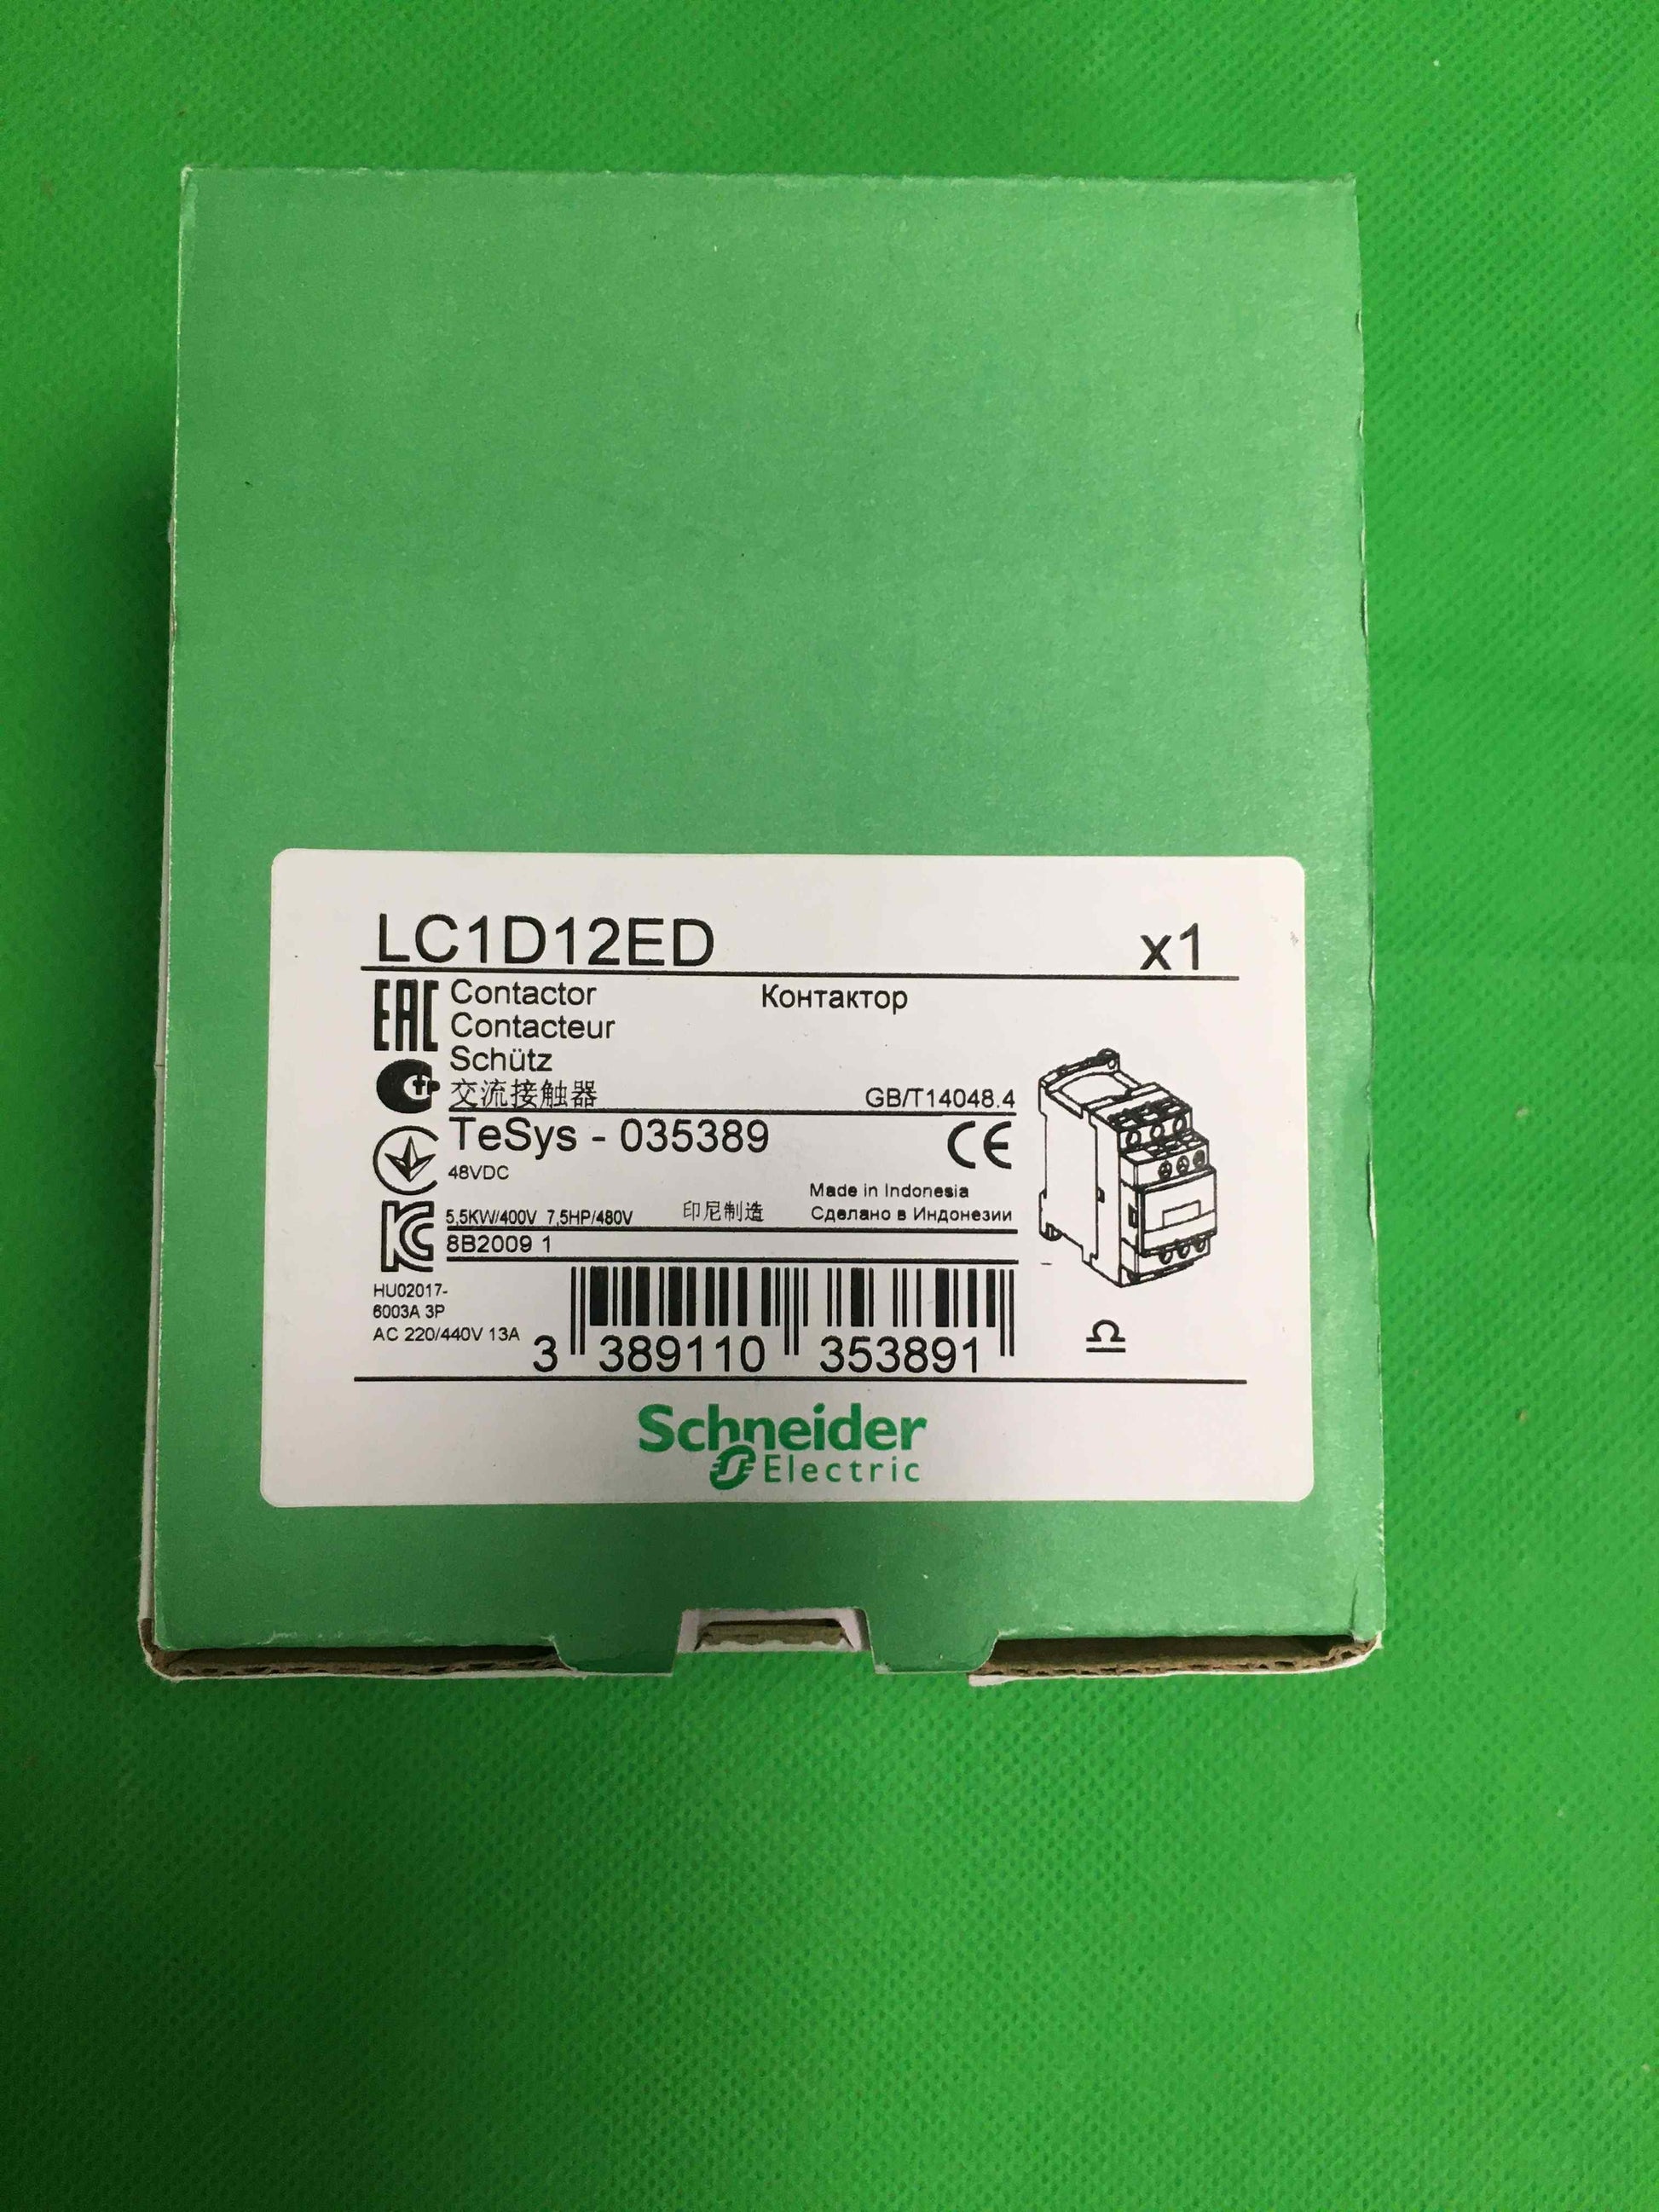 LC1D12ED x1
EAC Contactor Контактор
Contacteur
Schütz
交流接触器 GB/T14048.4
TeSys - 035389 CE
48VDC
Made in Indonesia
5,5KW/400V 7,5HP/480V 印尼制造 Сделано в Индонезии
8B2009 1
HU02017-
6003A 3P
AC 220/440V 13A
3 389110 353891
Schneider
Electric